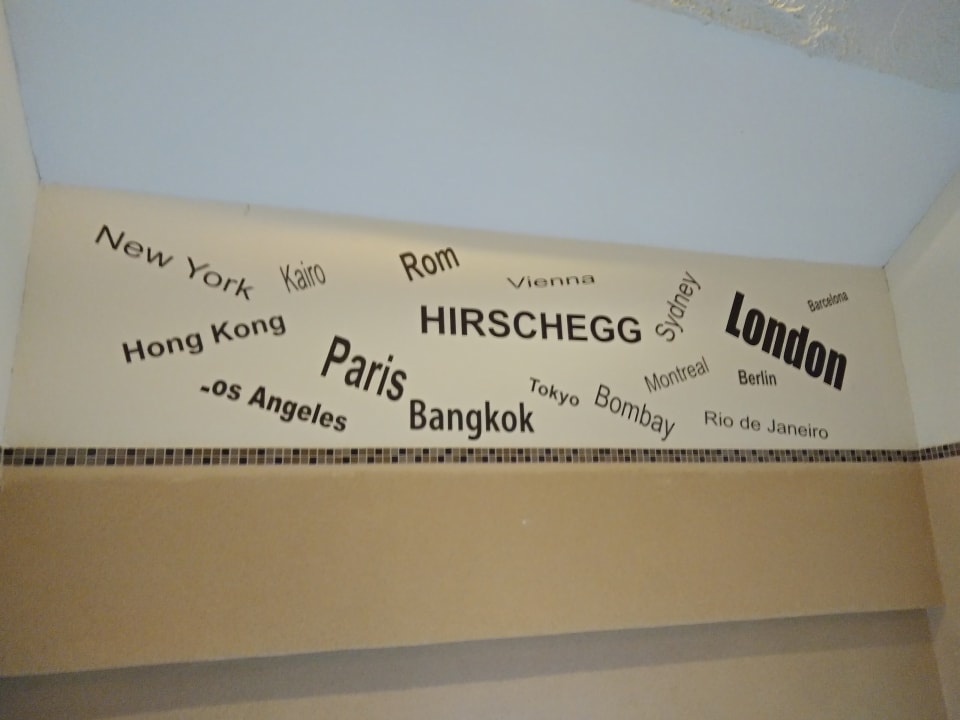 New York
Kairo
Rom
Vienna
Sydney
Barcelona
Hong Kong
HIRSCHEGG
London
Paris
Montreal
Berlin
-os Angeles
Bangkok
Tokyo
Bombay
Rio de Janeiro